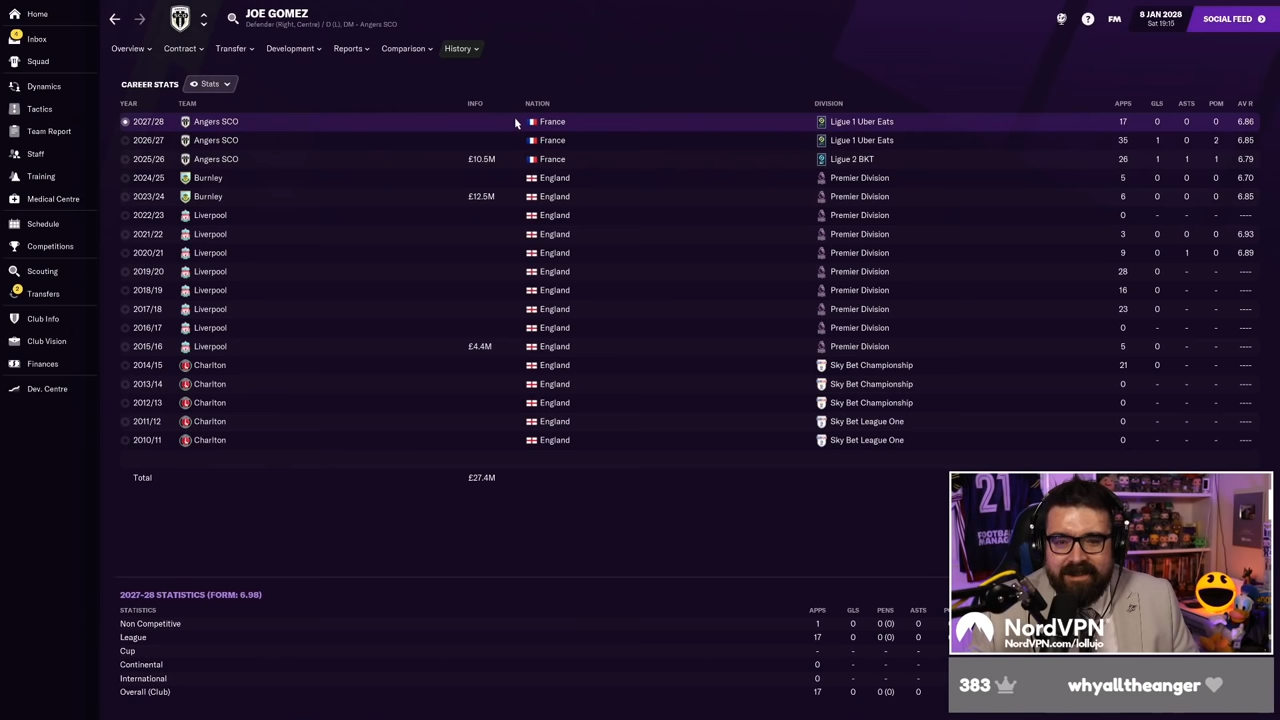 Home
Inbox
4
Squad
Dynamics
Tactics
Team Report
Staff
Training
Medical Centre
Schedule
Competitions
Scouting
Transfers
2
Club Info
Club Vision
Finances
Dev. Centre
JOE GOMEZ
Defender (Right, Centre) / D (L), DM - Angers SCO
FM
8 JAN 2028
Sat 19:15
SOCIAL FEED
Overview Contract Transfer Development Reports Comparison History
CAREER STATS Stats
YEAR TEAM INFO NATION DIVISION APPS GLS ASTS POM AV R
2027/28 Angers SCO France Ligue 1 Uber Eats 17 0 0 0 6.86
2026/27 Angers SCO France Ligue 1 Uber Eats 35 1 0 2 6.85
2025/26 Angers SCO £10.5M France Ligue 2 BKT 26 1 1 1 6.79
2024/25 Burnley England Premier Division 5 0 0 0 6.70
2023/24 Burnley £12.5M England Premier Division 6 0 0 0 6.85
2022/23 Liverpool England Premier Division 0 - - - ----
2021/22 Liverpool England Premier Division 3 0 0 0 6.93
2020/21 Liverpool England Premier Division 9 0 1 0 6.89
2019/20 Liverpool England Premier Division 28 0 - - ----
2018/19 Liverpool England Premier Division 16 0 - - ----
2017/18 Liverpool England Premier Division 23 0 - - ----
2016/17 Liverpool England Premier Division 0 - - - ----
2015/16 Liverpool £4.4M England Premier Division 5 0 - - ----
2014/15 Charlton England Sky Bet Championship 21 0 - - ----
2013/14 Charlton England Sky Bet Championship 0 - - - ----
2012/13 Charlton England Sky Bet Championship 0 - - - ----
2011/12 Charlton England Sky Bet League One 0 - - - ----
2010/11 Charlton England Sky Bet League One 0 - - - ----
Total £27.4M
2027-28 STATISTICS (FORM: 6.98)
STATISTICS APPS GLS PENS ASTS
Non Competitive 1 0 0 (0) 0
League 17 0 0 (0) 0
Cup - - - -
Continental 0 - - -
International 0 - - -
Overall (Club) 17 0 0 (0) 0
21
NordVPN
NordVPN.com/lollujo
383 whyalltheanger